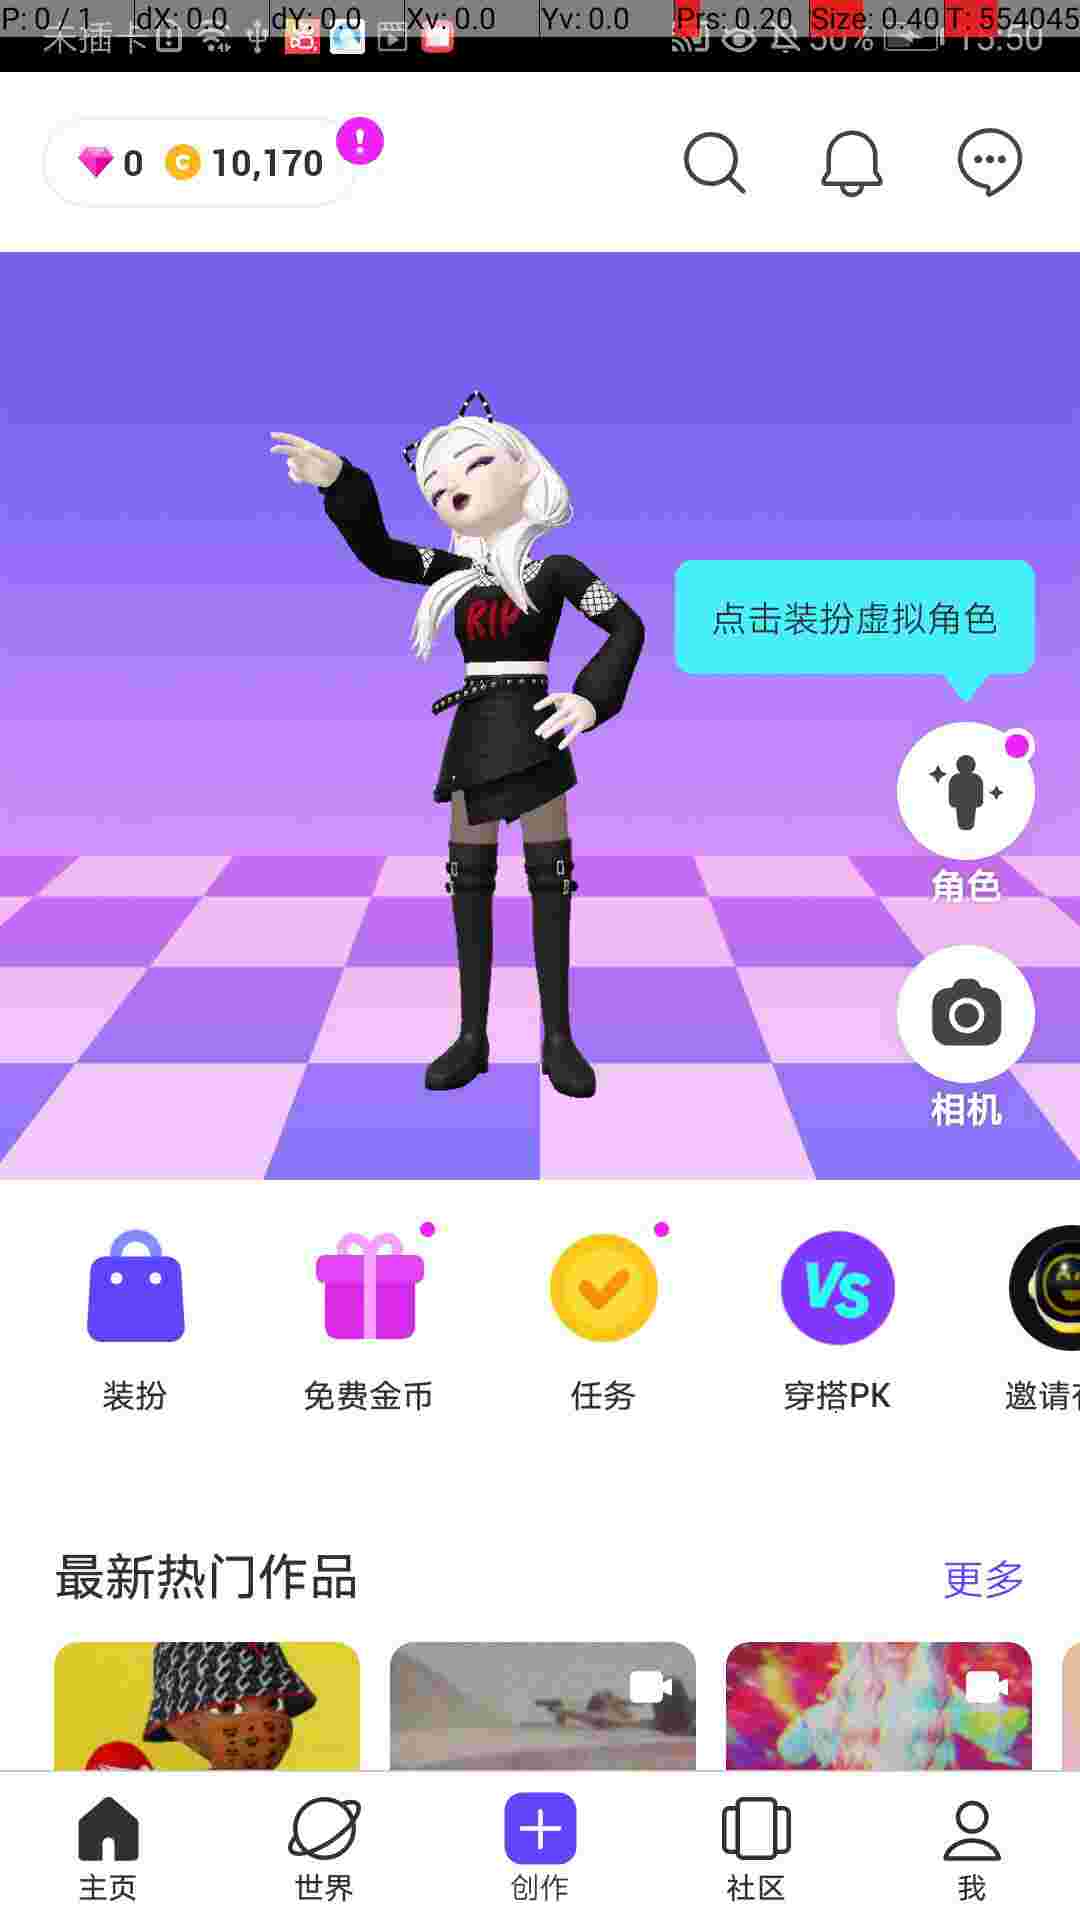 P: 0 / 1 dX: 0.0 dY: 0.0 Xv: 0.0 Yv: 0.0 Prs: 0.20 Size: 0.40 T: 554045
未插卡 50% 15:50
0 C 10,170 !
RIP
点击装扮虚拟角色
角色
相机
VS
装扮 免费金币 任务 穿搭PK 邀请
最新热门作品 更多
主页 世界 创作 社区 我